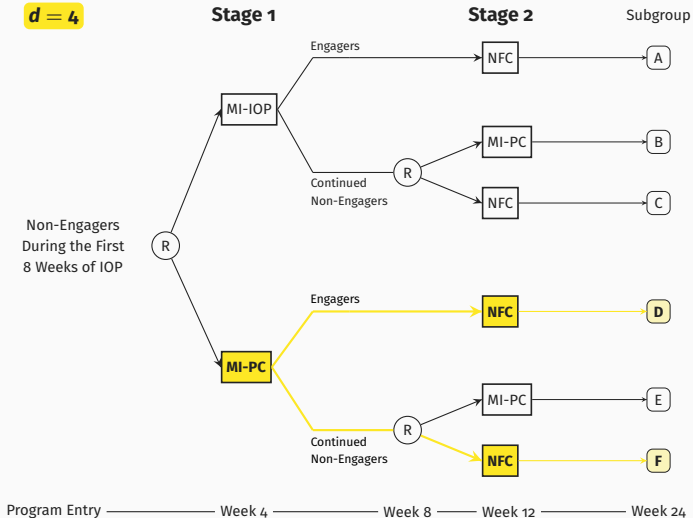 d = 4
Stage 1
Stage 2
Subgroup
Engagers
NFC
A
MI-IOP
MI-PC
B
R
Continued
Non-Engagers
NFC
C
Non-Engagers
During the First
8 Weeks of IOP
R
Engagers
NFC
D
MI-PC
MI-PC
E
R
Continued
Non-Engagers
NFC
F
Program Entry
Week 4
Week 8
Week 12
Week 24